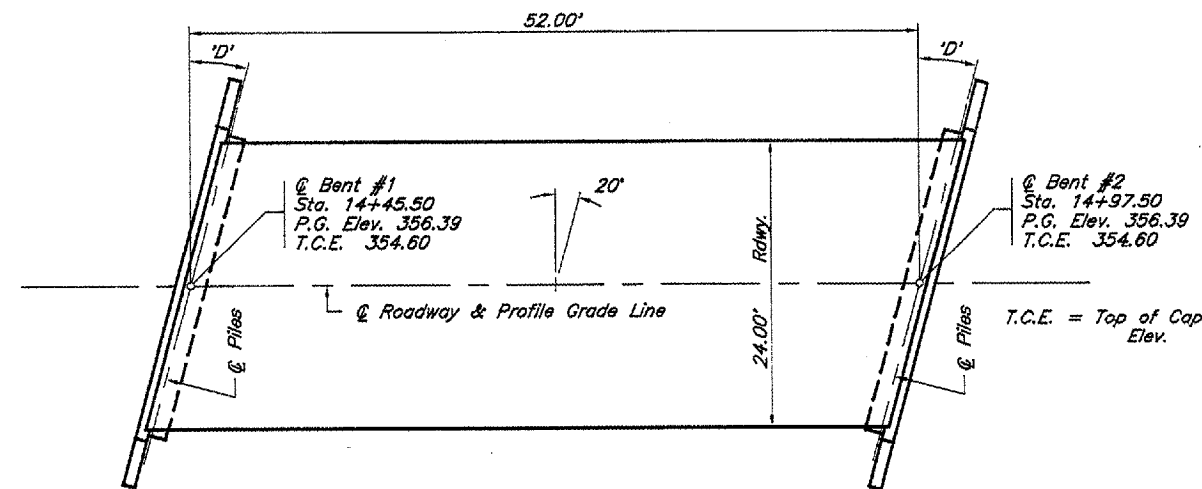 52.00'
'D'
'D'
20°
℄ Bent #1
Sta. 14+45.50
P.G. Elev. 356.39
T.C.E. 354.60
℄ Bent #2
Sta. 14+97.50
P.G. Elev. 356.39
T.C.E. 354.60
Rdwy.
24.00'
℄ Roadway & Profile Grade Line
T.C.E. = Top of Cap
Elev.
℄ Piles
℄ Piles